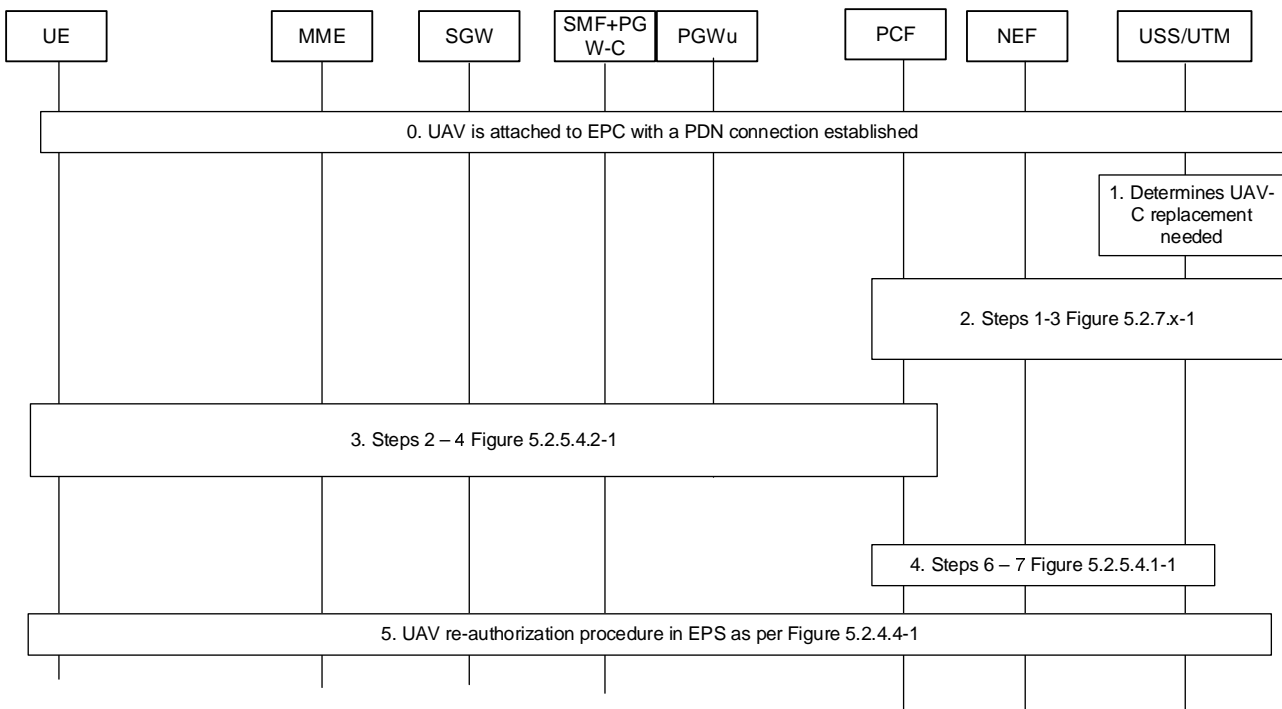 UE
MME
SGW
SMF+PG
W-C
PGWu
PCF
NEF
USS/UTM
0. UAV is attached to EPC with a PDN connection established
1. Determines UAV-
C replacement
needed
2. Steps 1-3 Figure 5.2.7.x-1
3. Steps 2 – 4 Figure 5.2.5.4.2-1
4. Steps 6 – 7 Figure 5.2.5.4.1-1
5. UAV re-authorization procedure in EPS as per Figure 5.2.4.4-1